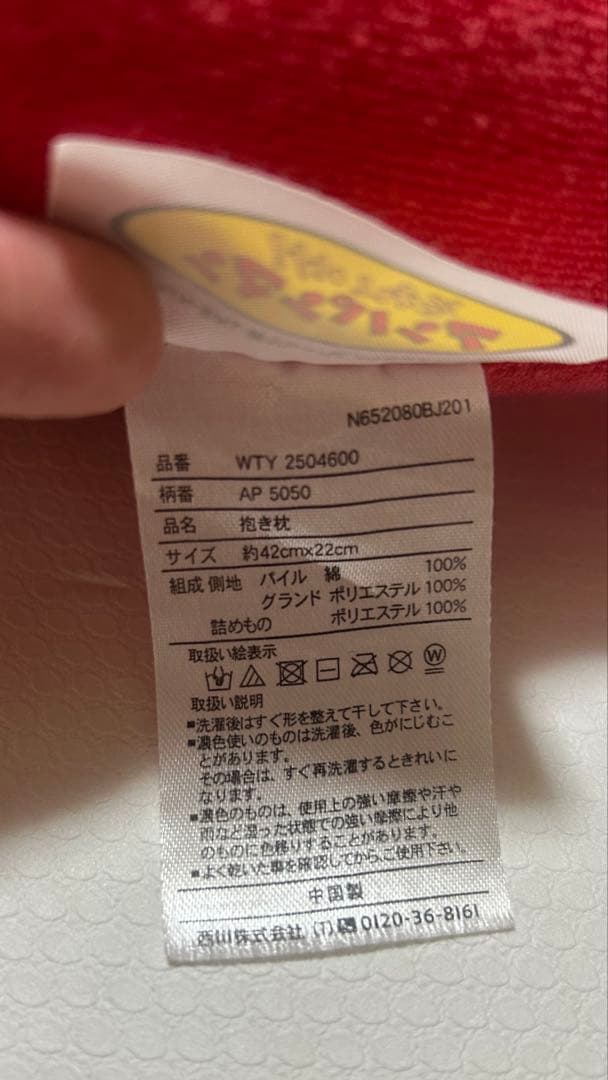 N652080BJ201
品番 WTY 2504600
柄番 AP 5050
品名 抱き枕
サイズ 約42cm×22cm
組成 側地 パイル 綿 100%
グランド ポリエステル 100%
詰めもの ポリエステル 100%
取扱い絵表示
W
取扱い説明
■洗濯後はすぐ形を整えて干して下さい。
■濃色使いのものは洗濯後、色がにじむこ
とがあります。
その場合は、すぐ再洗濯するときれいに
なります。
■濃色のものは、使用上の強い摩擦や汗や
雨など湿った状態での強い摩擦により他
のものに色移りすることがあります。
■よく乾いた事を確認してから、ご使用下さい。
中国製
西川株式会社 (T) 0120-36-8161